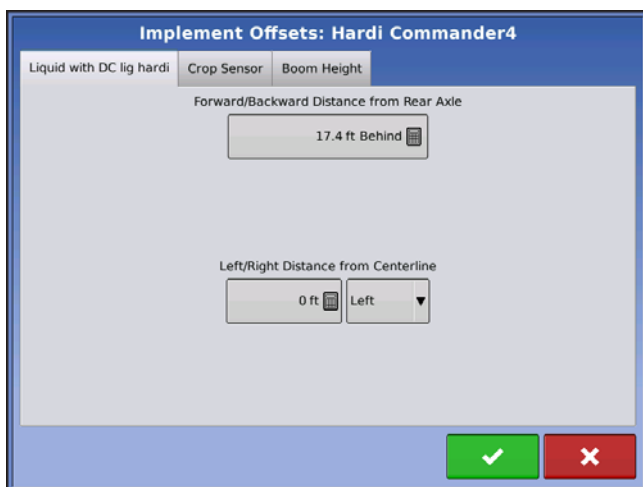 Implement Offsets: Hardi Commander4
Liquid with DC lig hardi Crop Sensor Boom Height
Forward/Backward Distance from Rear Axle
17.4 ft Behind
Left/Right Distance from Centerline
0 ft Left